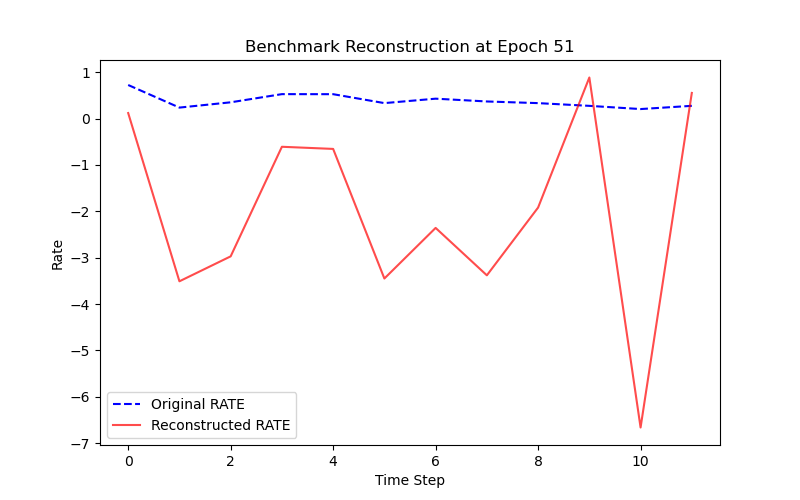 Benchmark Reconstruction at Epoch 51
Rate
1
0
−1
−2
−3
−4
−5
−6
−7
Original RATE
Reconstructed RATE
0 2 4 6 8 10
Time Step